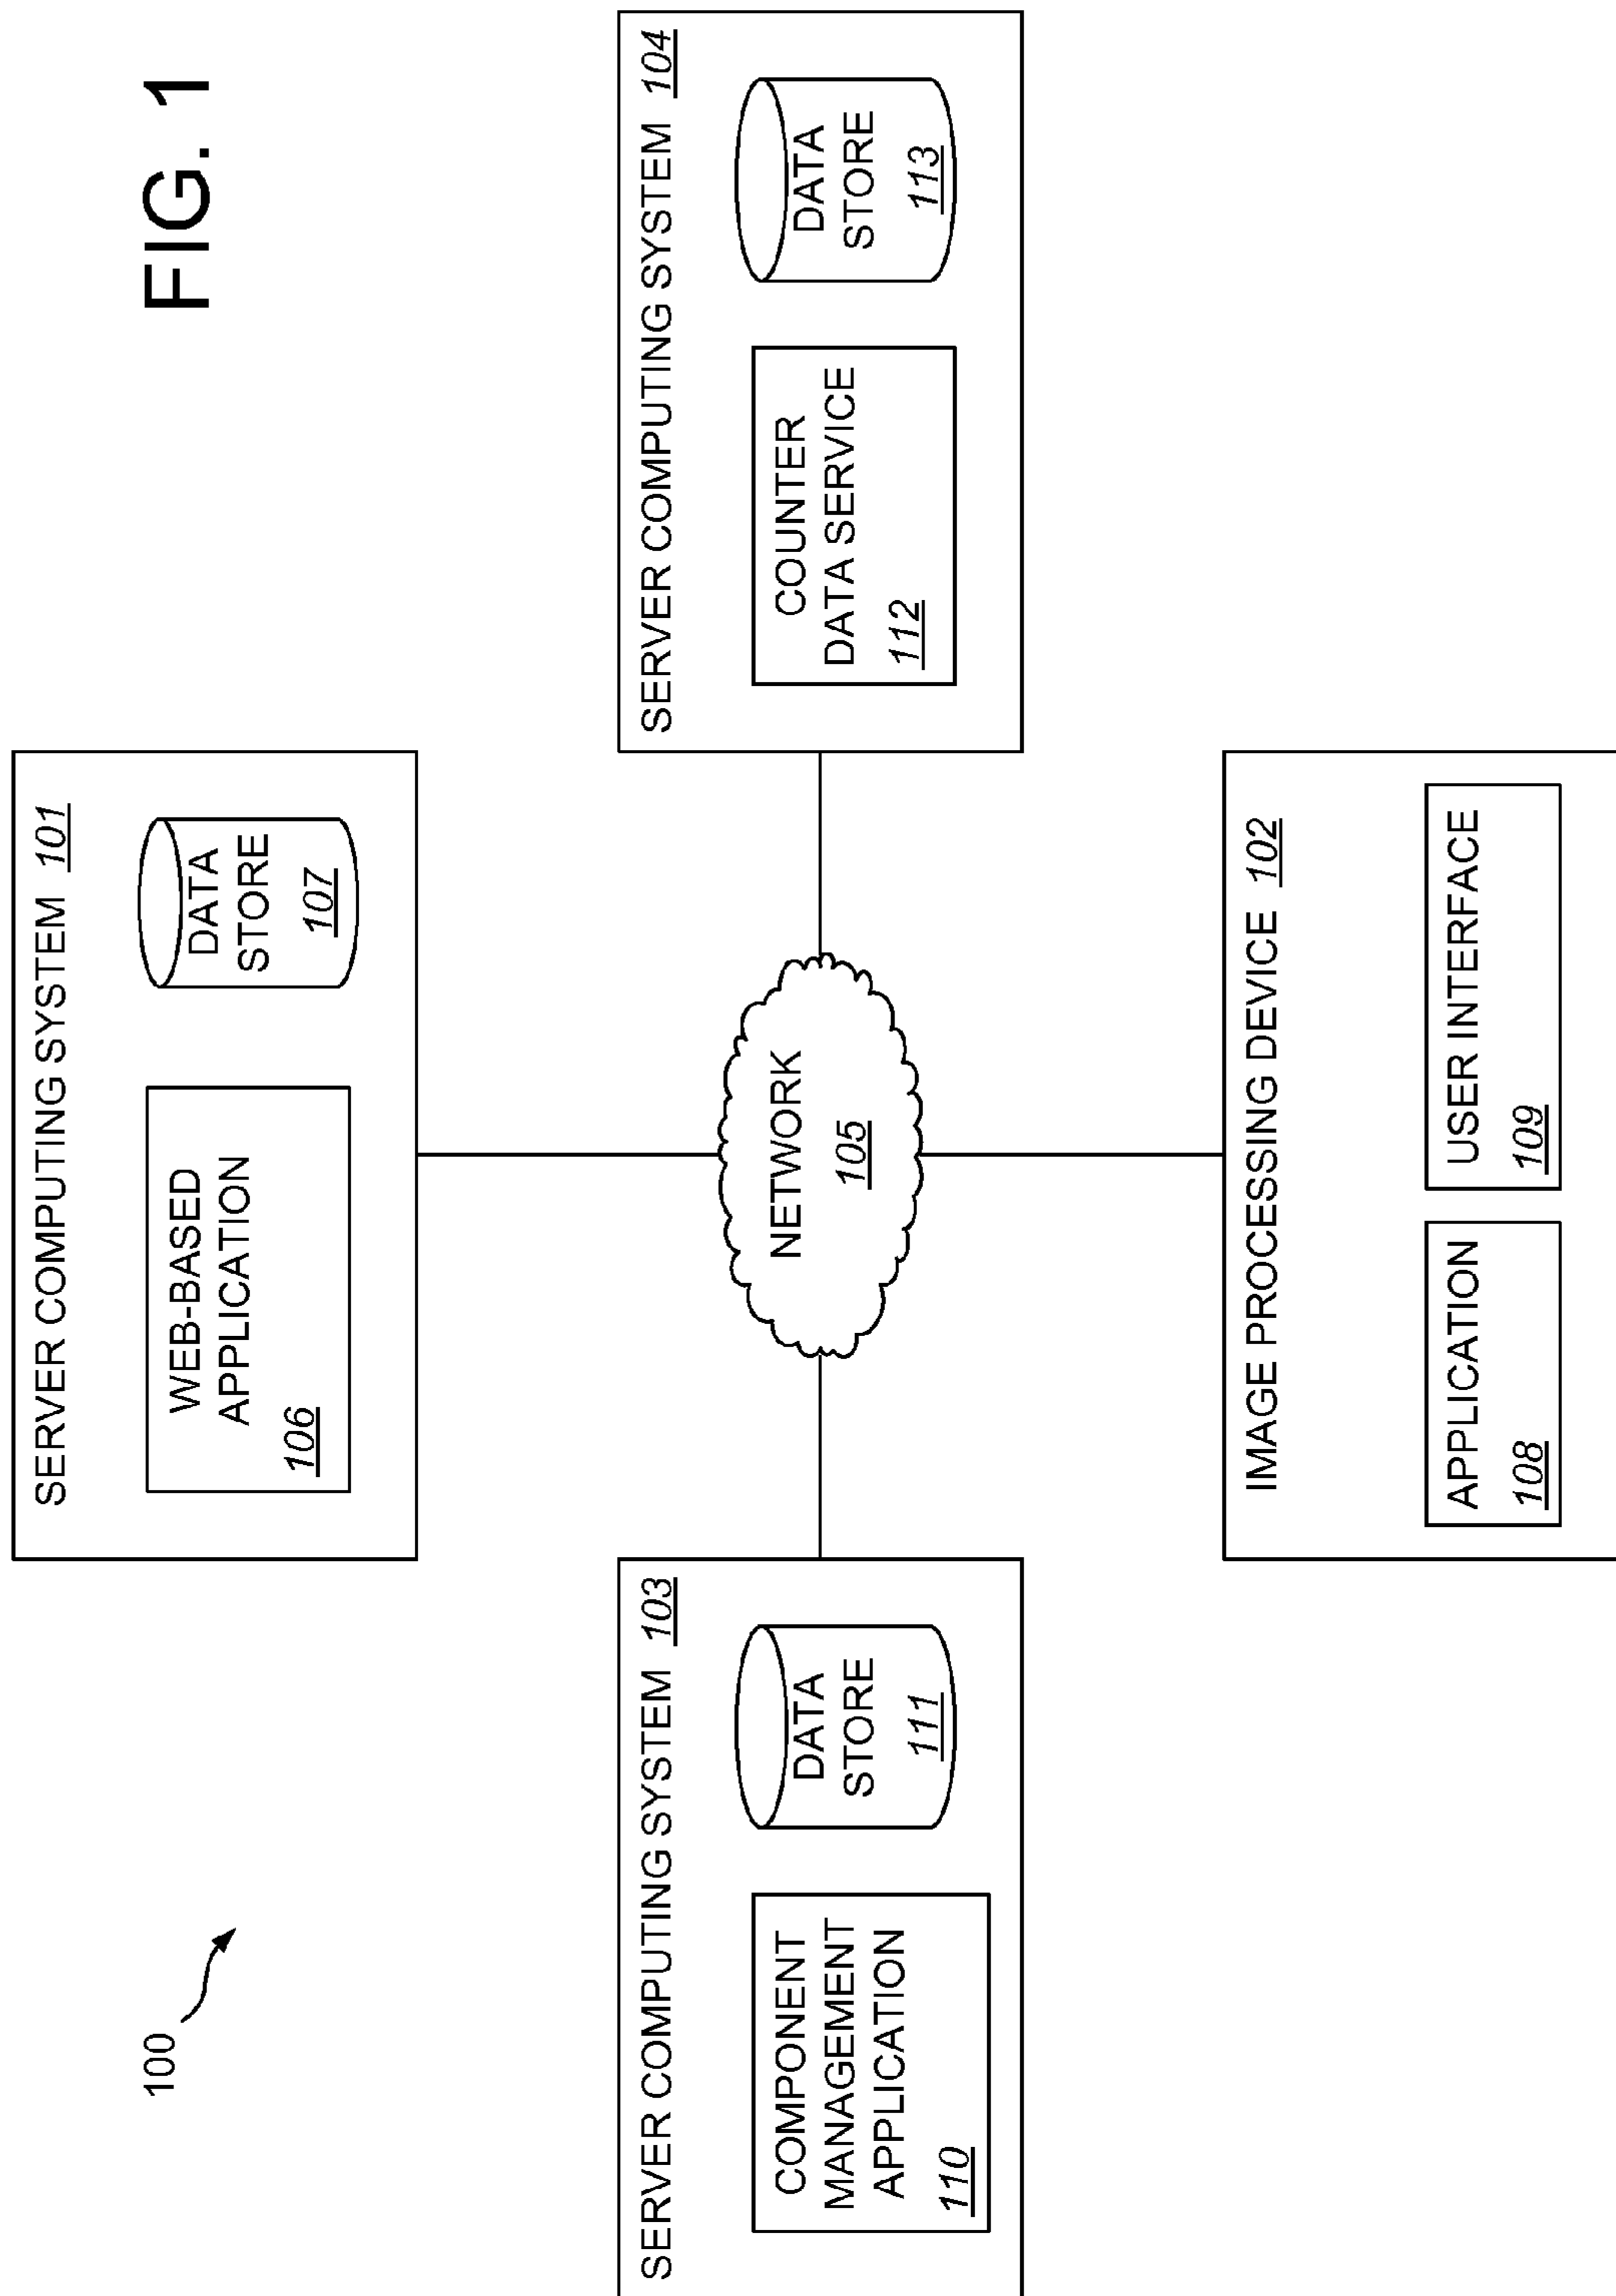 FIG. 1
100
SERVER COMPUTING SYSTEM 101
WEB-BASED
APPLICATION
106
DATA
STORE
107
SERVER COMPUTING SYSTEM 103
COMPONENT
MANAGEMENT
APPLICATION
110
DATA
STORE
111
NETWORK
105
SERVER COMPUTING SYSTEM 104
COUNTER
DATA SERVICE
112
DATA
STORE
113
IMAGE PROCESSING DEVICE 102
APPLICATION
108
USER INTERFACE
109